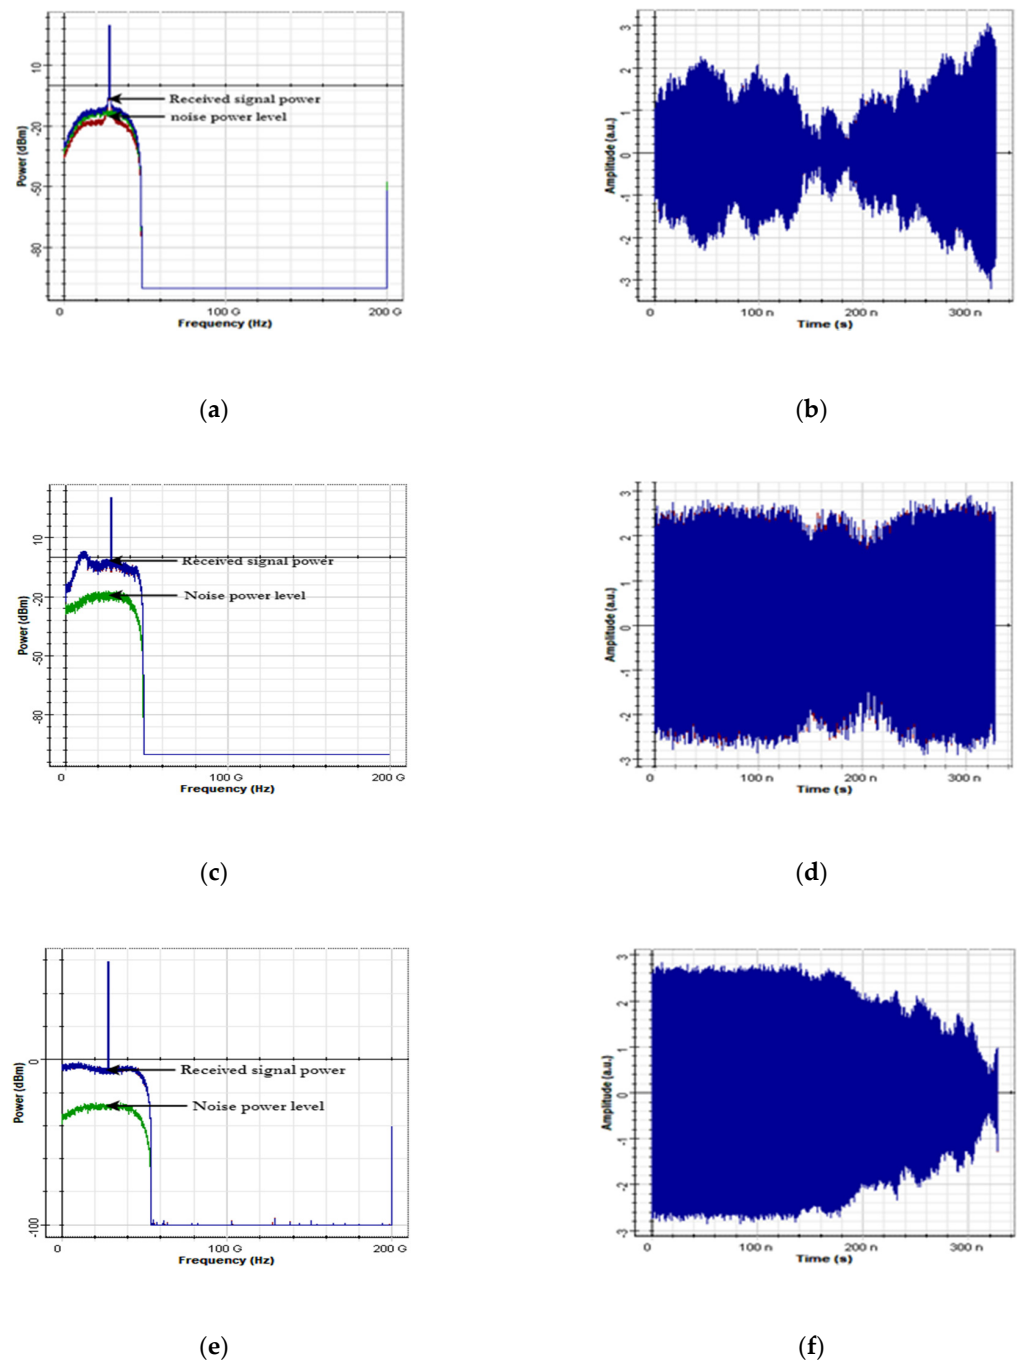 10
-20
-50
-80
Power (dBm)
Received signal power
noise power level
0
100 G
200 G
Frequency (Hz)
(a)
3
2
1
0
-1
-2
-3
Amplitude (a.u.)
0
100 n
200 n
300 n
Time (s)
(b)
10
-20
-50
-80
Power (dBm)
Received signal power
Noise power level
0
100 G
200 G
Frequency (Hz)
(c)
3
2
1
0
-1
-2
-3
Amplitude (a.u.)
0
100 n
200 n
300 n
Time (s)
(d)
0
-100
Power (dBm)
Received signal power
Noise power level
0
100 G
200 G
Frequency (Hz)
(e)
3
2
1
0
-1
-2
-3
Amplitude (a.u.)
0
100 n
200 n
300 n
Time (s)
(f)